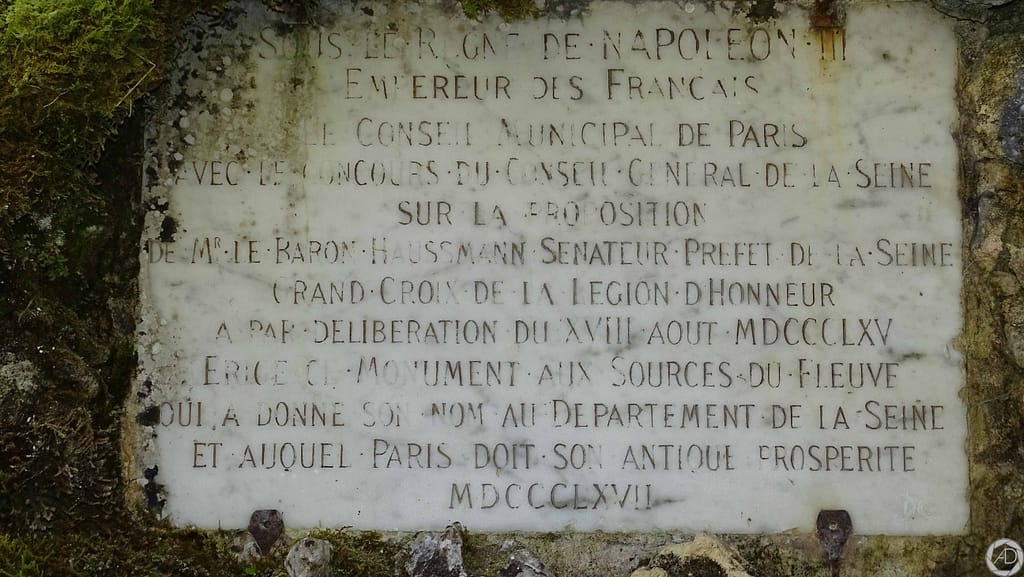 SOUS·LE·REGNE·DE·NAPOLEON·III
EMPEREUR DES FRANCAIS
LE CONSEIL MUNICIPAL DE PARIS
AVEC·LE·CONCOURS·DU·CONSEIL·GENERAL·DE·LA·SEINE
SUR LA PROPOSITION
DE·MR·LE·BARON·HAUSSMANN·SENATEUR·PREFET·DE·LA·SEINE
GRAND·CROIX·DE·LA·LEGION·D'HONNEUR
A·PAR·DELIBERATION·DU·XVIII·AOUT·MDCCCLXV
ERIGE·CE·MONUMENT·AUX·SOURCES·DU·FLEUVE
QUI·A·DONNE·SON·NOM·AU·DEPARTEMENT·DE·LA·SEINE
ET·AUQUEL·PARIS·DOIT·SON·ANTIQUE·PROSPERITE
MDCCCLXVII
AD